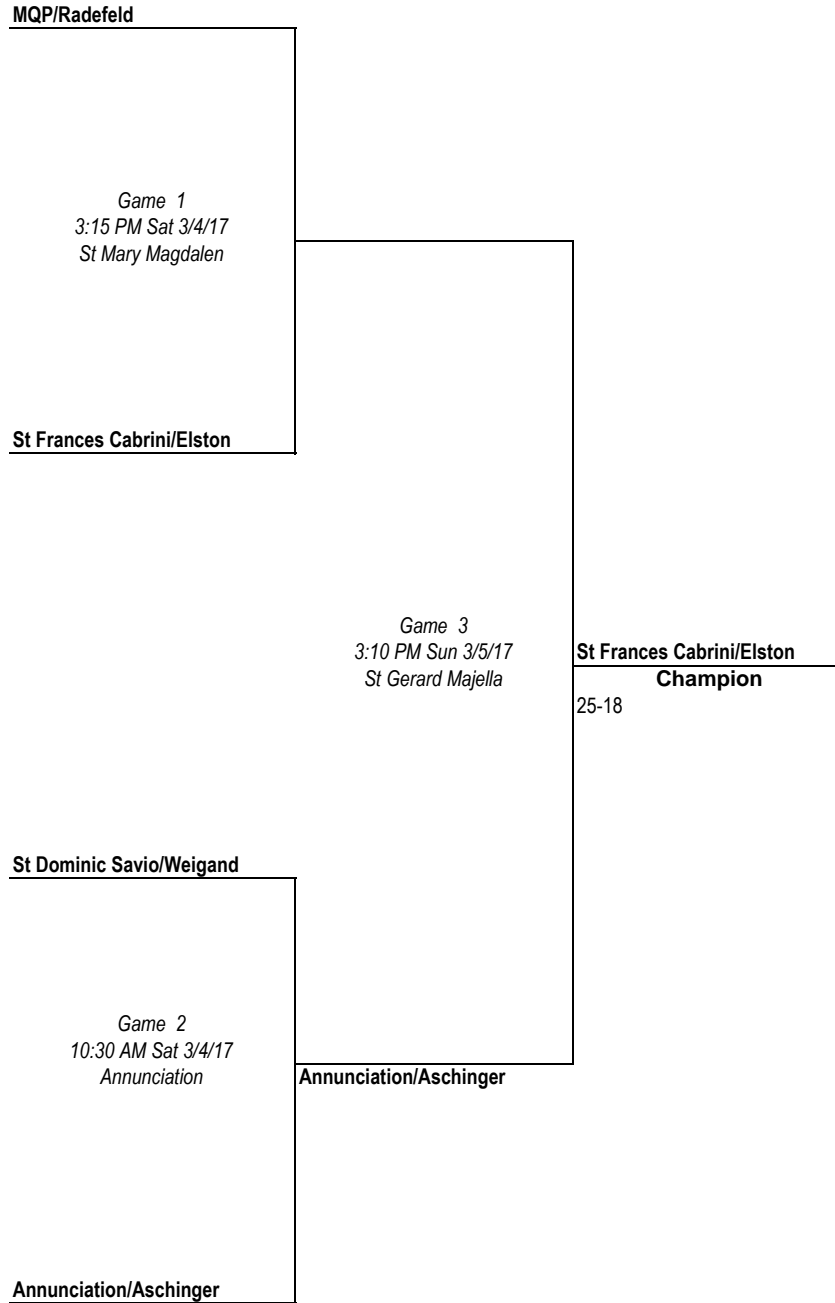 MQP/Radefeld
Game 1
3:15 PM Sat 3/4/17
St Mary Magdalen
St Frances Cabrini/Elston
Game 3
3:10 PM Sun 3/5/17
St Gerard Majella
St Frances Cabrini/Elston
Champion
25-18
St Dominic Savio/Weigand
Game 2
10:30 AM Sat 3/4/17
Annunciation
Annunciation/Aschinger
Annunciation/Aschinger